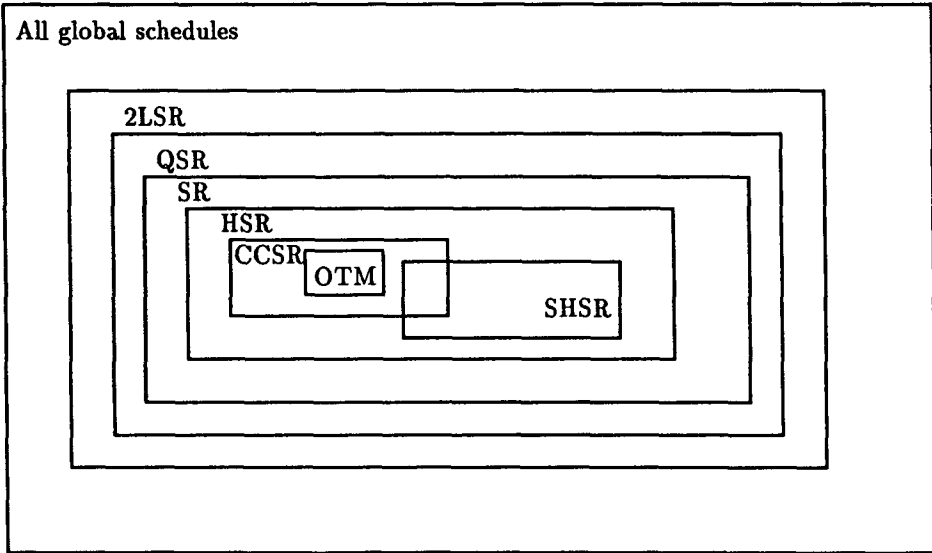 All global schedules
2LSR
QSR
SR
HSR
CCSR
OTM
SHSR